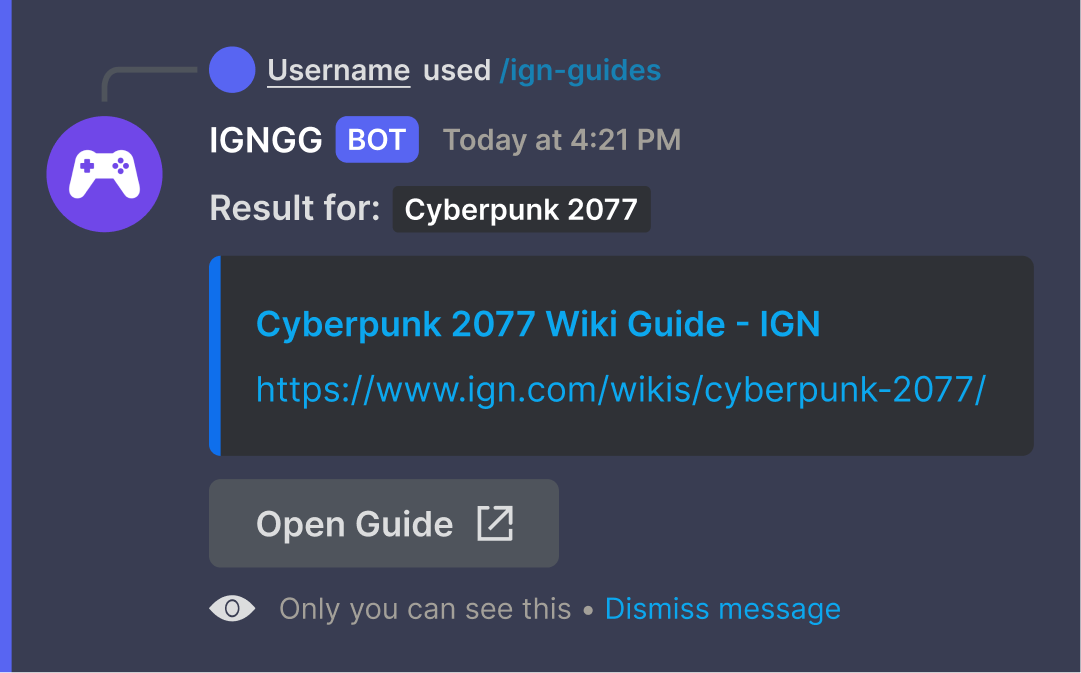 Username used /ign-guides
IGNGG BOT Today at 4:21 PM
Result for: Cyberpunk 2077
Cyberpunk 2077 Wiki Guide - IGN
https://www.ign.com/wikis/cyberpunk-2077/
Open Guide
Only you can see this • Dismiss message